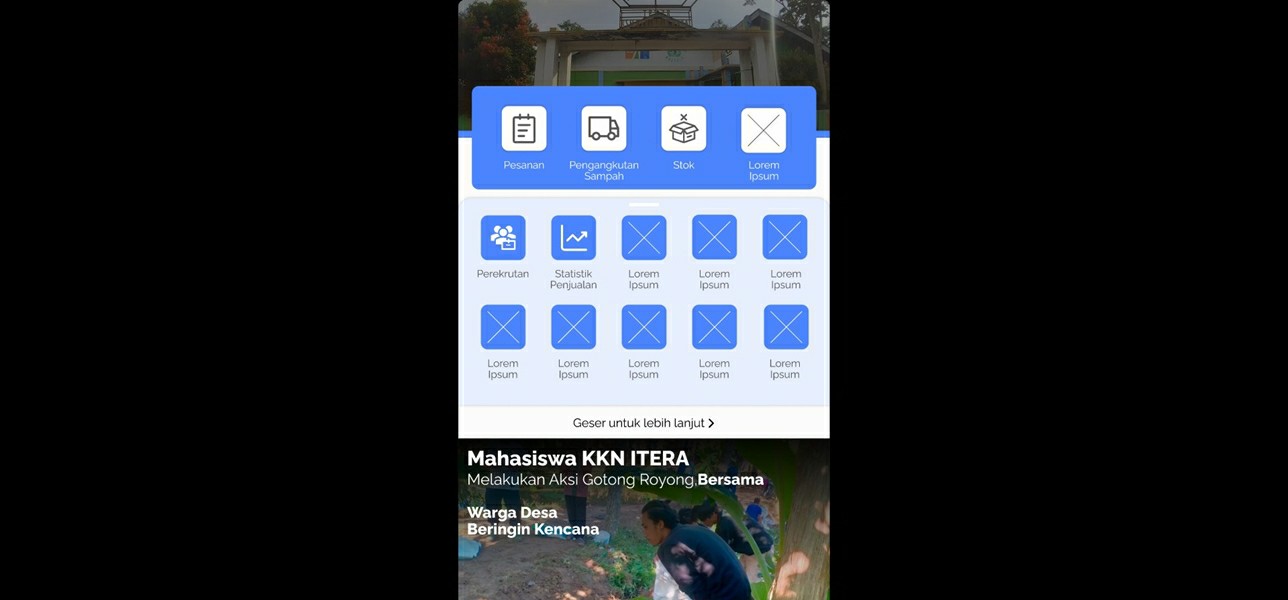 Pesanan
Pengangkutan
Sampah
Stok
Lorem
Ipsum
Perekrutan
Statistik
Penjualan
Lorem
Ipsum
Lorem
Ipsum
Lorem
Ipsum
Lorem
Ipsum
Lorem
Ipsum
Lorem
Ipsum
Lorem
Ipsum
Lorem
Ipsum
Geser untuk lebih lanjut
Mahasiswa KKN ITERA
Melakukan Aksi Gotong Royong Bersama
Warga Desa
Beringin Kencana